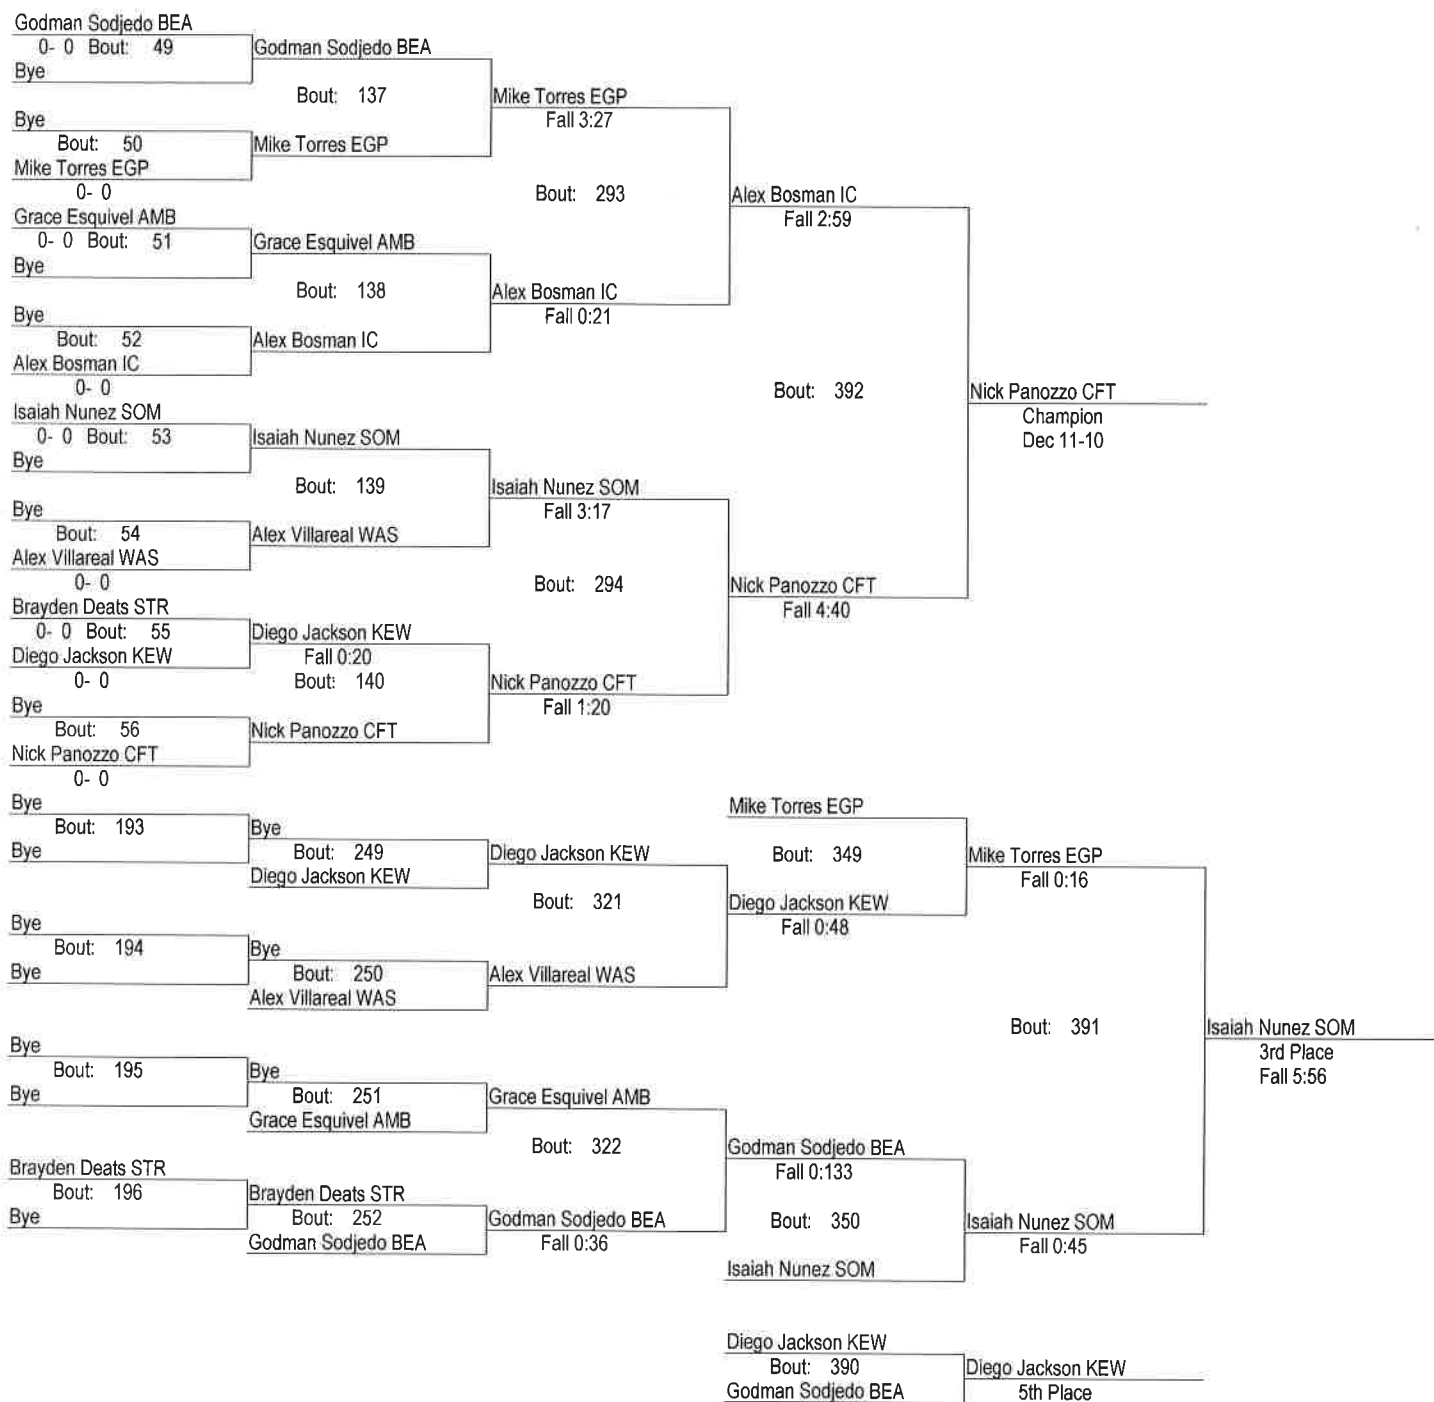 Godman Sodjedo BEA
0- 0 Bout: 49
Bye
Godman Sodjedo BEA
Bout: 137
Bye
Bout: 50
Mike Torres EGP
0- 0
Mike Torres EGP
Mike Torres EGP
Fall 3:27
Bout: 293
Grace Esquivel AMB
0- 0 Bout: 51
Bye
Grace Esquivel AMB
Bout: 138
Bye
Bout: 52
Alex Bosman IC
0- 0
Alex Bosman IC
Alex Bosman IC
Fall 0:21
Alex Bosman IC
Fall 2:59
Bout: 392
Isaiah Nunez SOM
0- 0 Bout: 53
Bye
Isaiah Nunez SOM
Bout: 139
Bye
Bout: 54
Alex Villareal WAS
0- 0
Alex Villareal WAS
Isaiah Nunez SOM
Fall 3:17
Bout: 294
Brayden Deats STR
0- 0 Bout: 55
Diego Jackson KEW
0- 0
Diego Jackson KEW
Fall 0:20
Bout: 140
Bye
Bout: 56
Nick Panozzo CFT
0- 0
Nick Panozzo CFT
Nick Panozzo CFT
Fall 1:20
Nick Panozzo CFT
Fall 4:40
Nick Panozzo CFT
Champion
Dec 11-10
Bye
Bout: 193
Bye
Bye
Bout: 249
Diego Jackson KEW
Diego Jackson KEW
Bout: 321
Bye
Bout: 194
Bye
Bye
Bout: 250
Alex Villareal WAS
Alex Villareal WAS
Mike Torres EGP
Bout: 349
Diego Jackson KEW
Fall 0:48
Mike Torres EGP
Fall 0:16
Bout: 391
Bye
Bout: 195
Bye
Bye
Bout: 251
Grace Esquivel AMB
Grace Esquivel AMB
Bout: 322
Brayden Deats STR
Bout: 196
Bye
Brayden Deats STR
Bout: 252
Godman Sodjedo BEA
Godman Sodjedo BEA
Fall 0:36
Godman Sodjedo BEA
Fall 0:133
Bout: 350
Isaiah Nunez SOM
Isaiah Nunez SOM
Fall 0:45
Isaiah Nunez SOM
3rd Place
Fall 5:56
Diego Jackson KEW
Bout: 390
Godman Sodjedo BEA
Diego Jackson KEW
5th Place